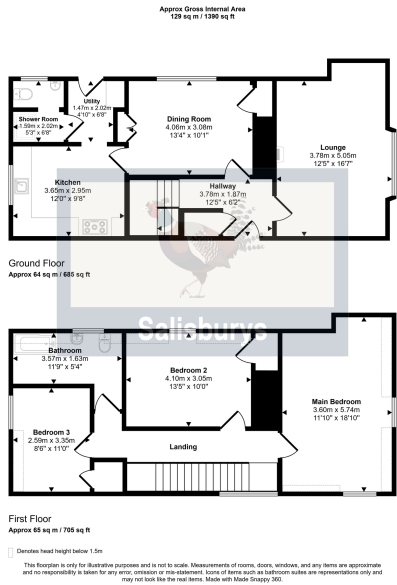 Approx Gross Internal Area
129 sq m / 1390 sq ft
Utility
1.47m x 2.02m
4'10" x 6'8"
Shower Room
1.59m x 2.02m
5'3" x 6'8"
Dining Room
4.06m x 3.08m
13'4" x 10'1"
Lounge
3.78m x 5.05m
12'5" x 16'7"
Kitchen
3.65m x 2.95m
12'0" x 9'8"
Hallway
3.78m x 1.87m
12'5" x 6'2"
Ground Floor
Approx 64 sq m / 685 sq ft
Salisburys
Bathroom
3.57m x 1.63m
11'9" x 5'4"
Bedroom 2
4.10m x 3.05m
13'5" x 10'0"
Main Bedroom
3.60m x 5.74m
11'10" x 18'10"
Bedroom 3
2.59m x 3.35m
8'6" x 11'0"
Landing
First Floor
Approx 65 sq m / 705 sq ft
Denotes head height below 1.5m
This floorplan is only for illustrative purposes and is not to scale. Measurements of rooms, doors, windows, and any items are approximate
and no responsibility is taken for any error, omission or mis-statement. Icons of items such as bathroom suites are representations only and
may not look like the real items. Made with Made Snappy 360.